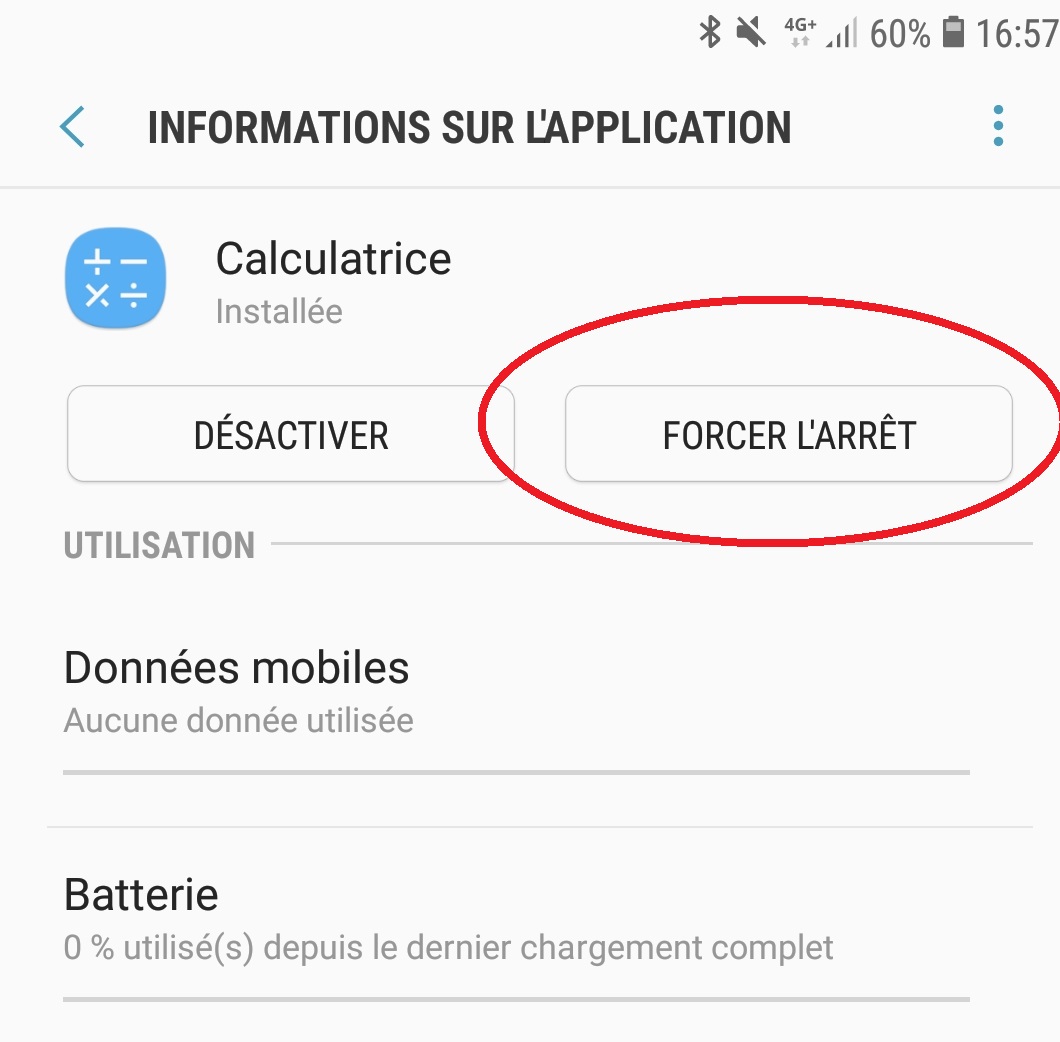 4G+ 60% 16:57
INFORMATIONS SUR L'APPLICATION
Calculatrice
Installée
DÉSACTIVER
FORCER L'ARRÊT
UTILISATION
Données mobiles
Aucune donnée utilisée
Batterie
0 % utilisé(s) depuis le dernier chargement complet